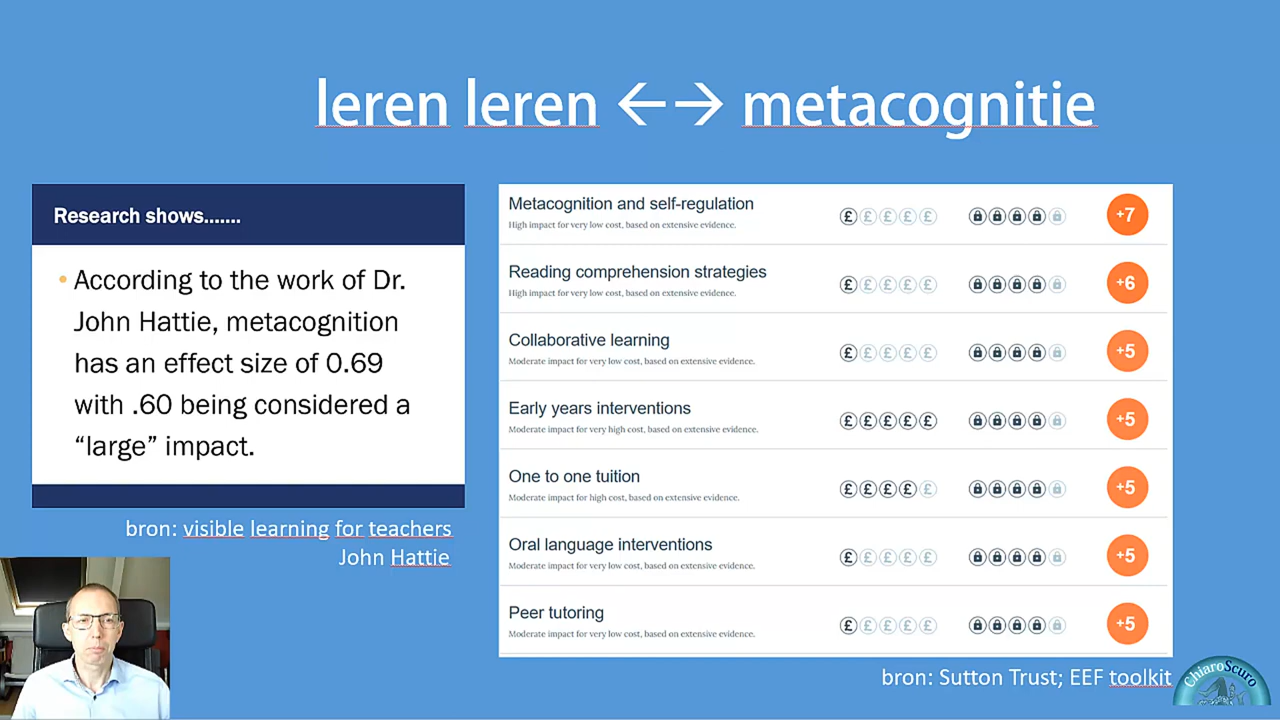 leren leren ←→ metacognitie
Research shows.......
• According to the work of Dr.
John Hattie, metacognition
has an effect size of 0.69
with .60 being considered a
“large” impact.
bron: visible learning for teachers
John Hattie
Metacognition and self-regulation
High impact for very low cost, based on extensive evidence.
£ £ £ £ £
+7
Reading comprehension strategies
High impact for very low cost, based on extensive evidence.
£ £ £ £ £
+6
Collaborative learning
Moderate impact for very low cost, based on extensive evidence.
£ £ £ £ £
+5
Early years interventions
Moderate impact for very high cost, based on extensive evidence.
£ £ £ £ £
+5
One to one tuition
Moderate impact for high cost, based on extensive evidence.
£ £ £ £ £
+5
Oral language interventions
Moderate impact for very low cost, based on extensive evidence.
£ £ £ £ £
+5
Peer tutoring
Moderate impact for very low cost, based on extensive evidence.
£ £ £ £ £
+5
bron: Sutton Trust; EEF toolkit
ChiaroScuro